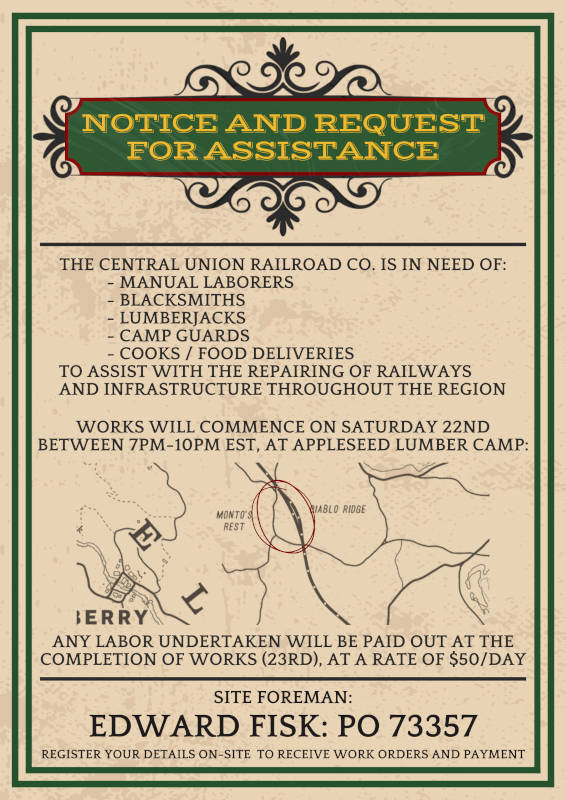 NOTICE AND REQUEST
FOR ASSISTANCE
THE CENTRAL UNION RAILROAD CO. IS IN NEED OF:
- MANUAL LABORERS
- BLACKSMITHS
- LUMBERJACKS
- CAMP GUARDS
- COOKS / FOOD DELIVERIES
TO ASSIST WITH THE REPAIRING OF RAILWAYS
AND INFRASTRUCTURE THROUGHOUT THE REGION
WORKS WILL COMMENCE ON SATURDAY 22ND
BETWEEN 7PM-10PM EST, AT APPLESEED LUMBER CAMP:
MONTO'S
REST
DIABLO RIDGE
E
L
BERRY
ANY LABOR UNDERTAKEN WILL BE PAID OUT AT THE
COMPLETION OF WORKS (23RD), AT A RATE OF $50/DAY
SITE FOREMAN:
EDWARD FISK: PO 73357
REGISTER YOUR DETAILS ON-SITE TO RECEIVE WORK ORDERS AND PAYMENT